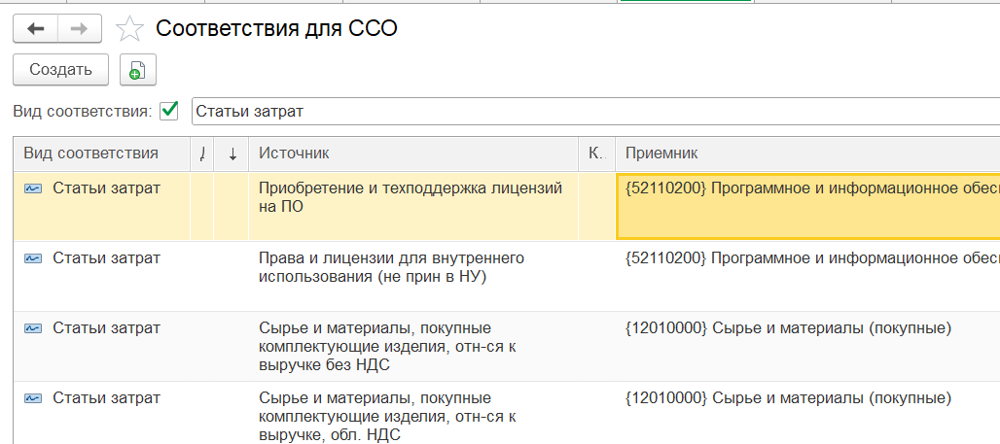 Соответствия для ССО
Создать
Вид соответствия:
Статьи затрат
Вид соответствия
Источник
К.
Приемник
Статьи затрат
Приобретение и техподдержка лицензий
на ПО
{52110200} Программное и информационное обес
Статьи затрат
Права и лицензии для внутреннего
использования (не прин в НУ)
{52110200} Программное и информационное обес
Статьи затрат
Сырье и материалы, покупные
комплектующие изделия, отн-ся к
выручке без НДС
{12010000} Сырье и материалы (покупные)
Статьи затрат
Сырье и материалы, покупные
комплектующие изделия, отн-ся к
выручке, обл. НДС
{12010000} Сырье и материалы (покупные)